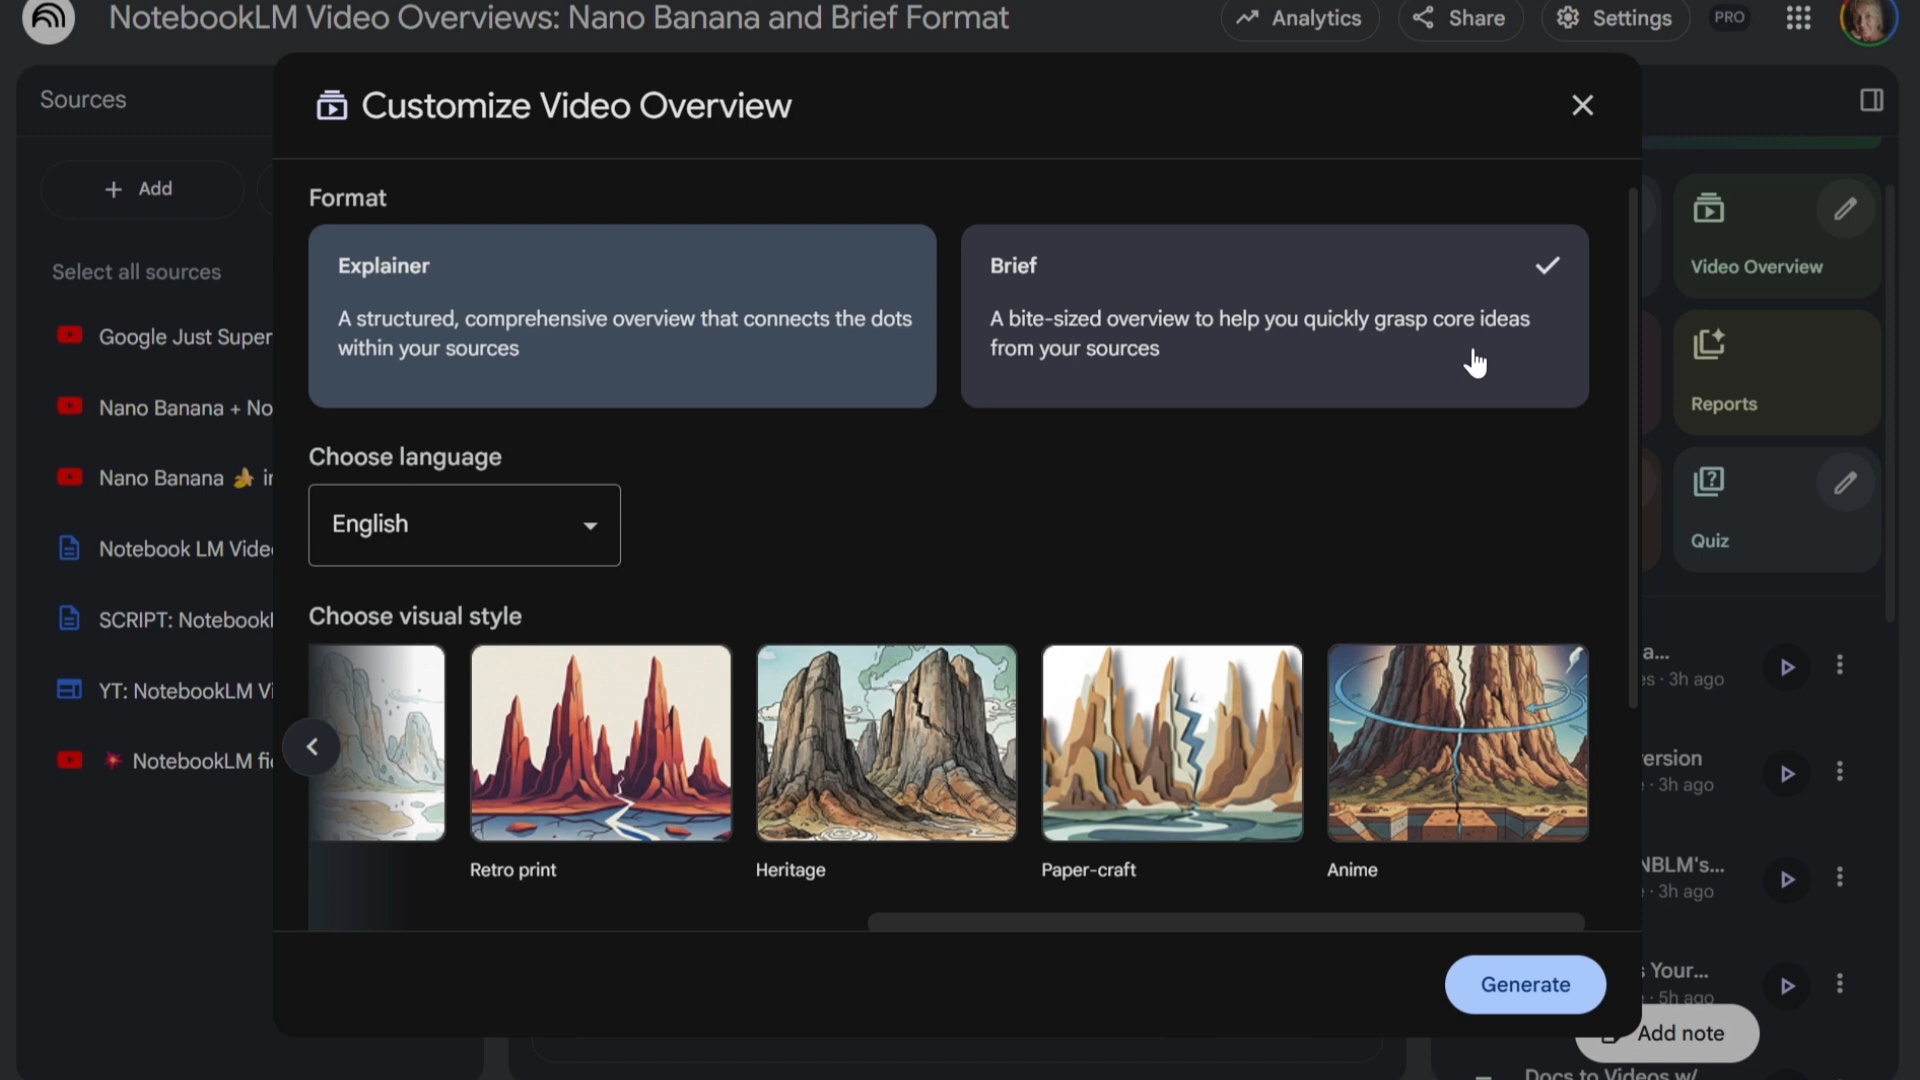 NotebookLM Video Overviews: Nano Banana and Brief Format
Analytics
Share
Settings
PRO
Sources
Customize Video Overview
Add
Format
Explainer
A structured, comprehensive overview that connects the dots
within your sources
Brief
A bite-sized overview to help you quickly grasp core ideas
from your sources
Video Overview
Reports
Quiz
Select all sources
Google Just Super
Nano Banana + No
Nano Banana 🍌 in
Notebook LM Video
SCRIPT: Notebook
YT: NotebookLM Vi
NotebookLM fi
Choose language
English
Choose visual style
Retro print
Heritage
Paper-craft
Anime
a...
es · 3h ago
ersion
· 3h ago
NBLM's...
· 3h ago
s Your...
· 5h ago
Generate
Add note
Docs to Videos w/